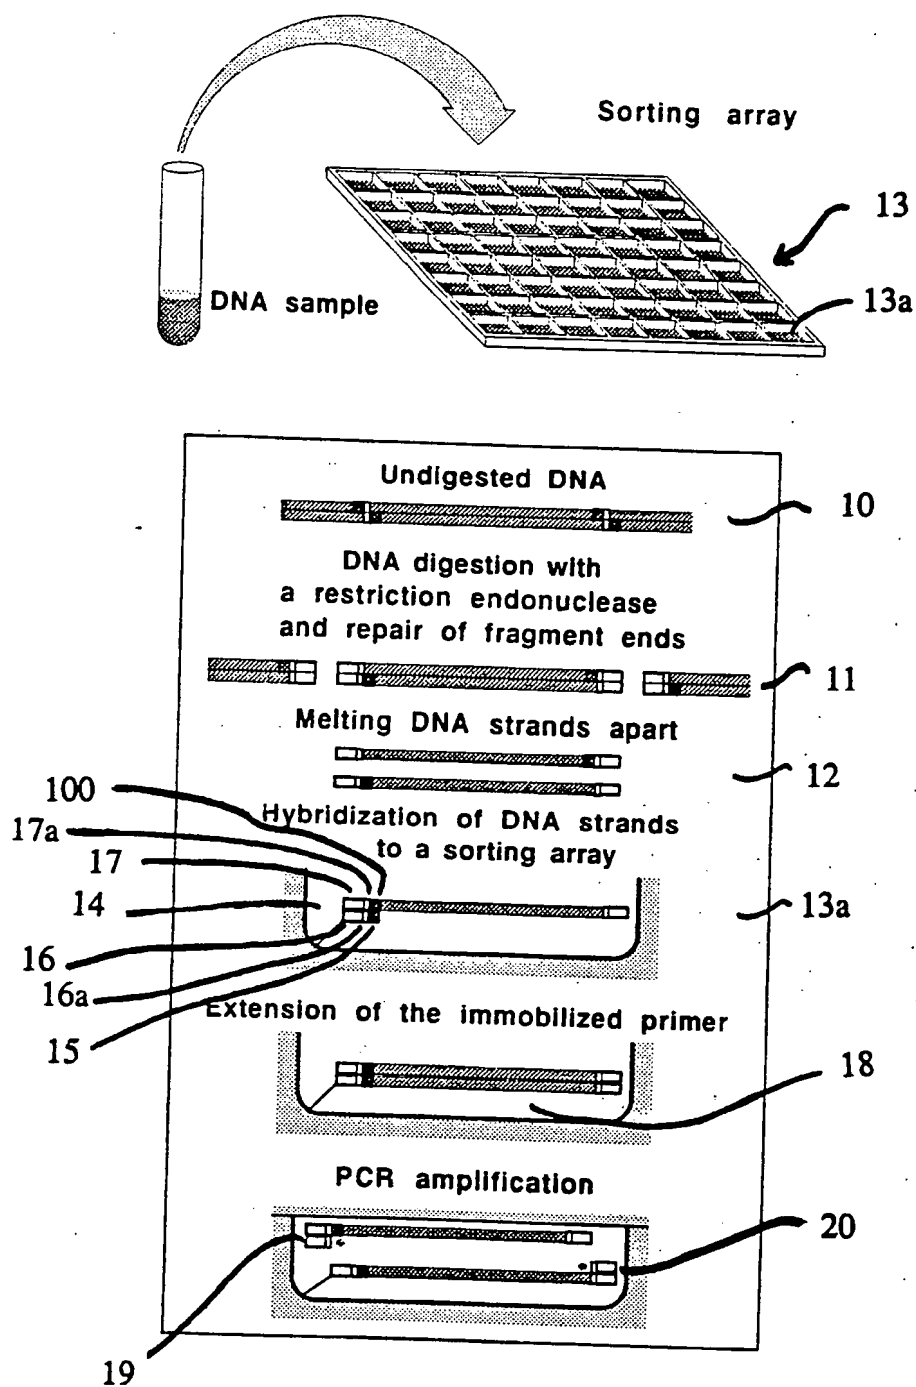 Sorting array
13
DNA sample
13a
Undigested DNA
10
DNA digestion with
a restriction endonuclease
and repair of fragment ends
11
Melting DNA strands apart
12
100
Hybridization of DNA strands
to a sorting array
17a
17
14
13a
16
16a
15
Extension of the immobilized primer
18
PCR amplification
20
19